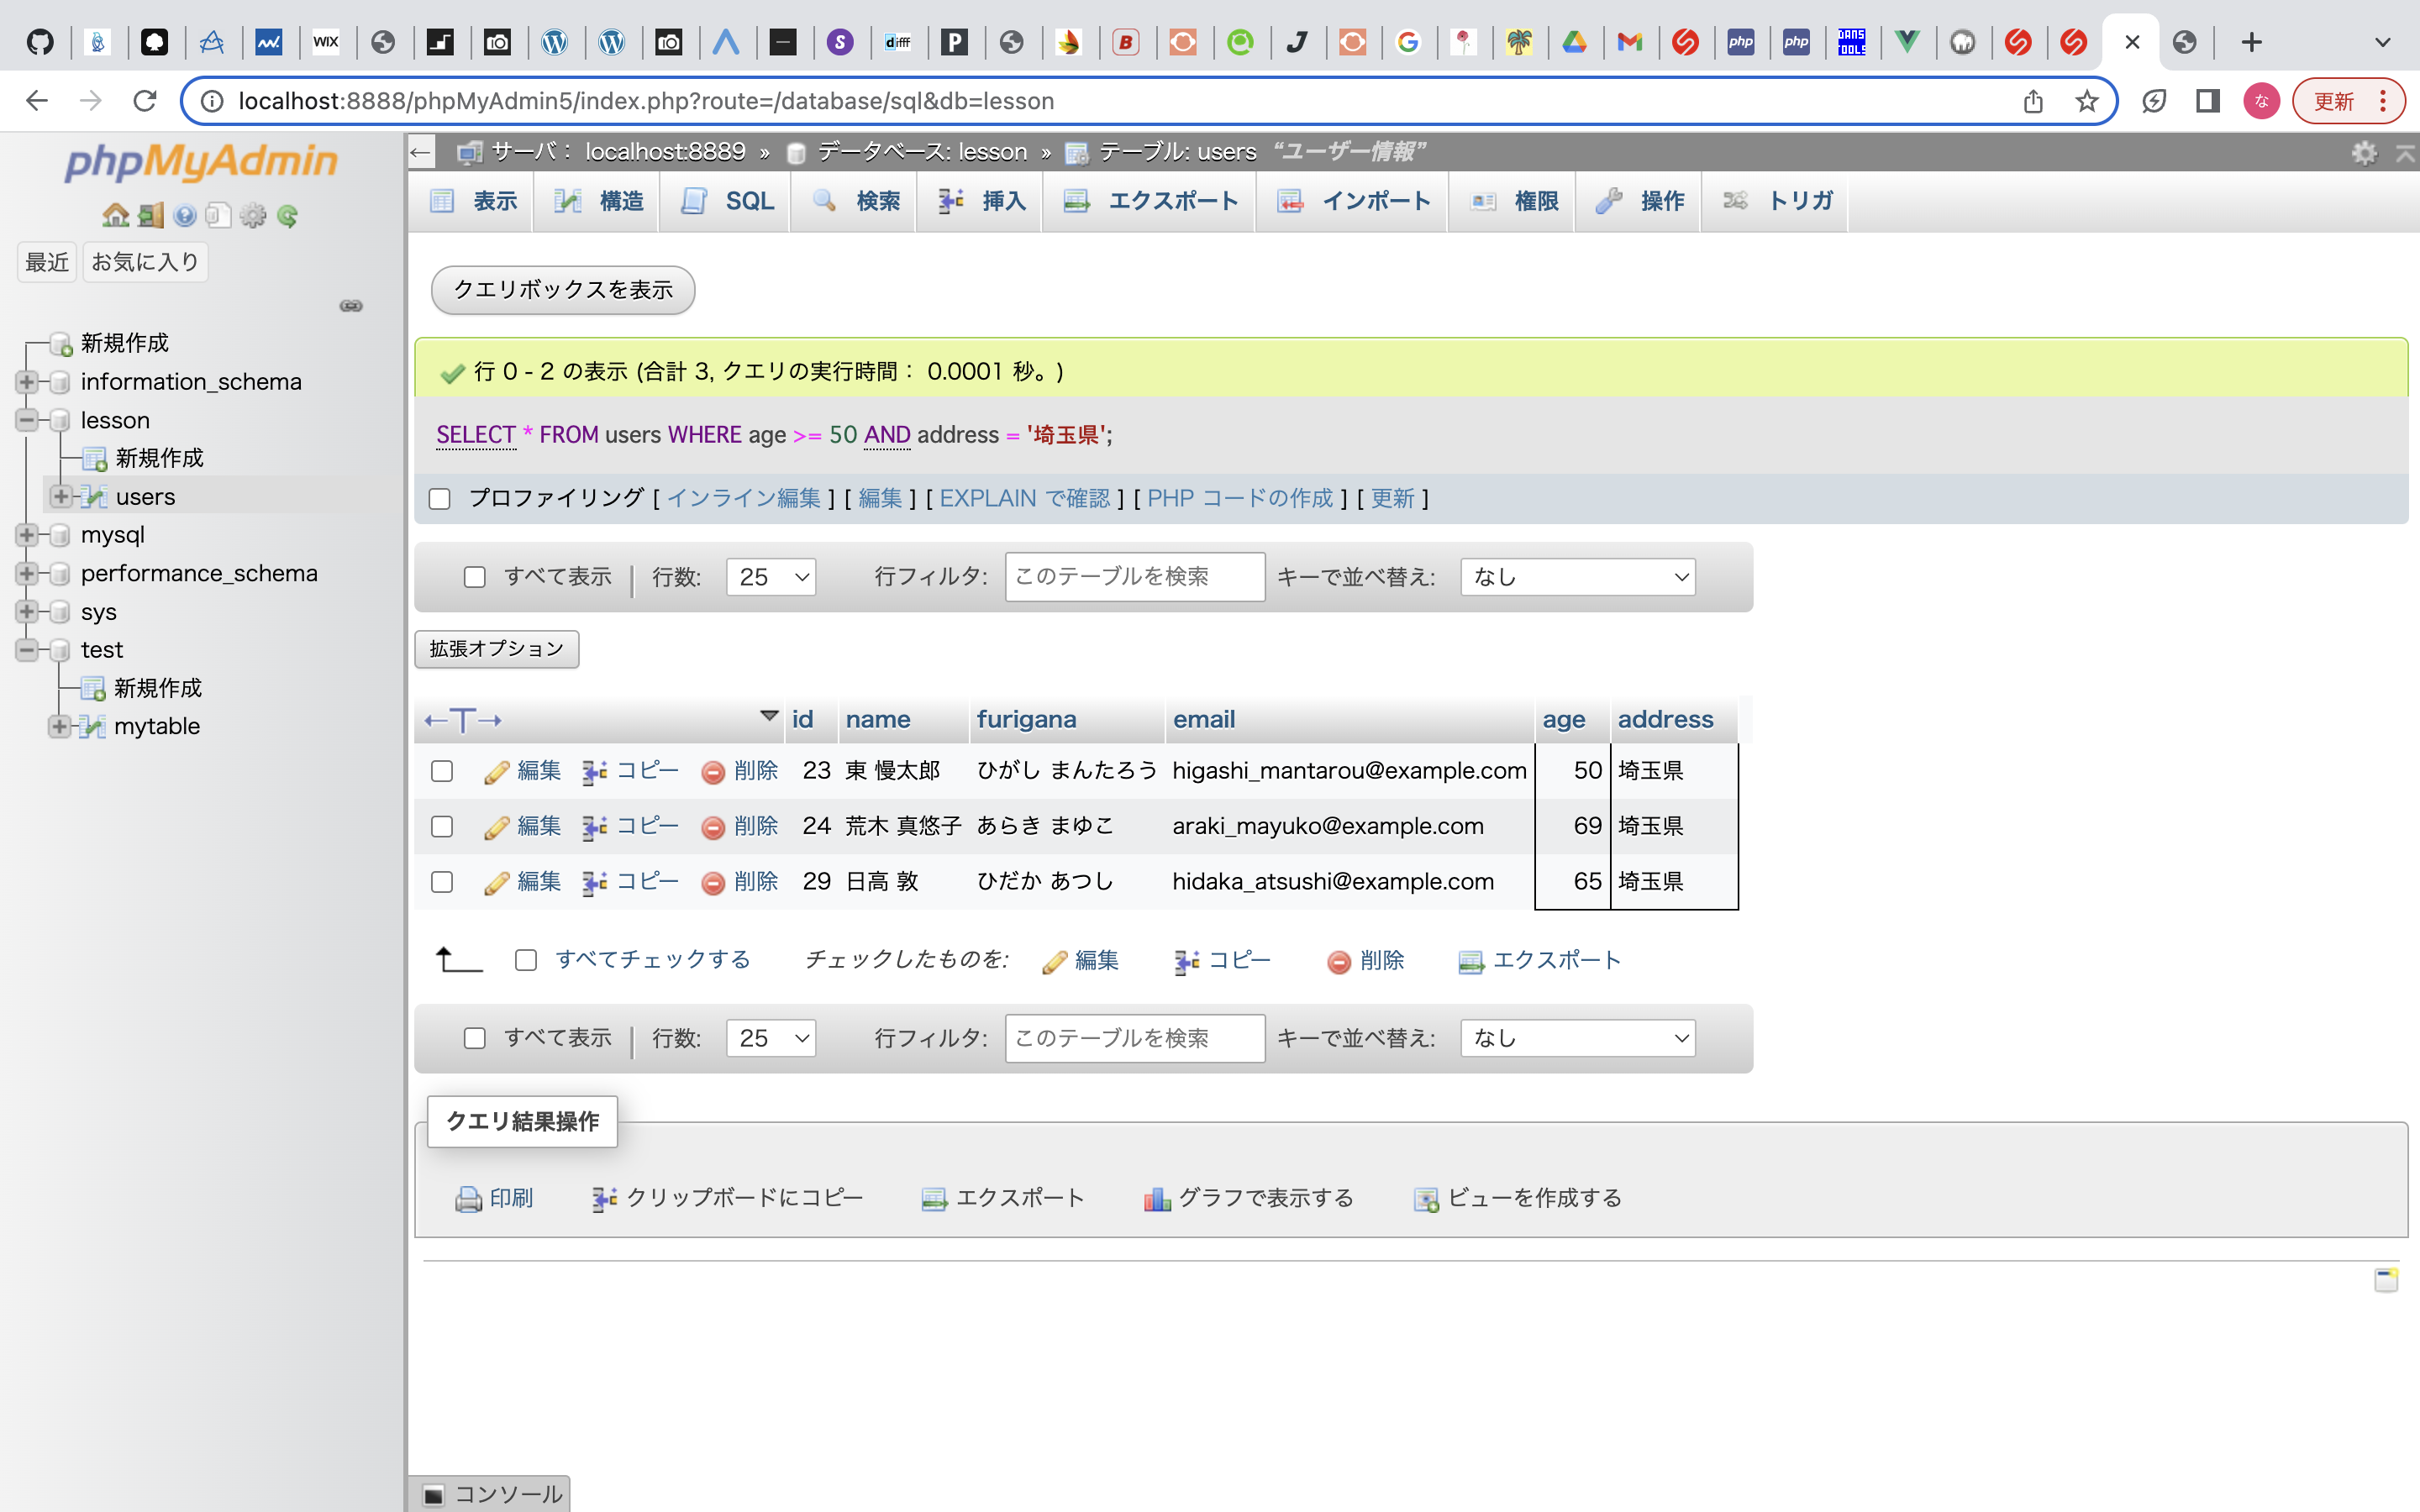 WIX
S
difff
P
B
J
G
php
php
DANS TOOLS
localhost:8888/phpMyAdmin5/index.php?route=/database/sql&db=lesson
な
更新
phpMyAdmin
最近 お気に入り
新規作成
information_schema
lesson
新規作成
users
mysql
performance_schema
sys
test
新規作成
mytable
サーバ: localhost:8889 » データベース: lesson » テーブル: users “ユーザー情報”
表示 構造 SQL 検索 挿入 エクスポート インポート 権限 操作 トリガ
クエリボックスを表示
行 0 - 2 の表示 (合計 3, クエリの実行時間: 0.0001 秒。)
SELECT * FROM users WHERE age >= 50 AND address = '埼玉県';
プロファイリング [ インライン編集 ] [ 編集 ] [ EXPLAIN で確認 ] [ PHP コードの作成 ] [ 更新 ]
すべて表示 行数: 25 行フィルタ: このテーブルを検索 キーで並べ替え: なし
拡張オプション
←T→ id name furigana email age address
編集 コピー 削除 23 東 慢太郎 ひがし まんたろう higashi_mantarou@example.com 50 埼玉県
編集 コピー 削除 24 荒木 真悠子 あらき まゆこ araki_mayuko@example.com 69 埼玉県
編集 コピー 削除 29 日高 敦 ひだか あつし hidaka_atsushi@example.com 65 埼玉県
すべてチェックする チェックしたものを: 編集 コピー 削除 エクスポート
すべて表示 行数: 25 行フィルタ: このテーブルを検索 キーで並べ替え: なし
クエリ結果操作
印刷 クリップボードにコピー エクスポート グラフで表示する ビューを作成する
コンソール